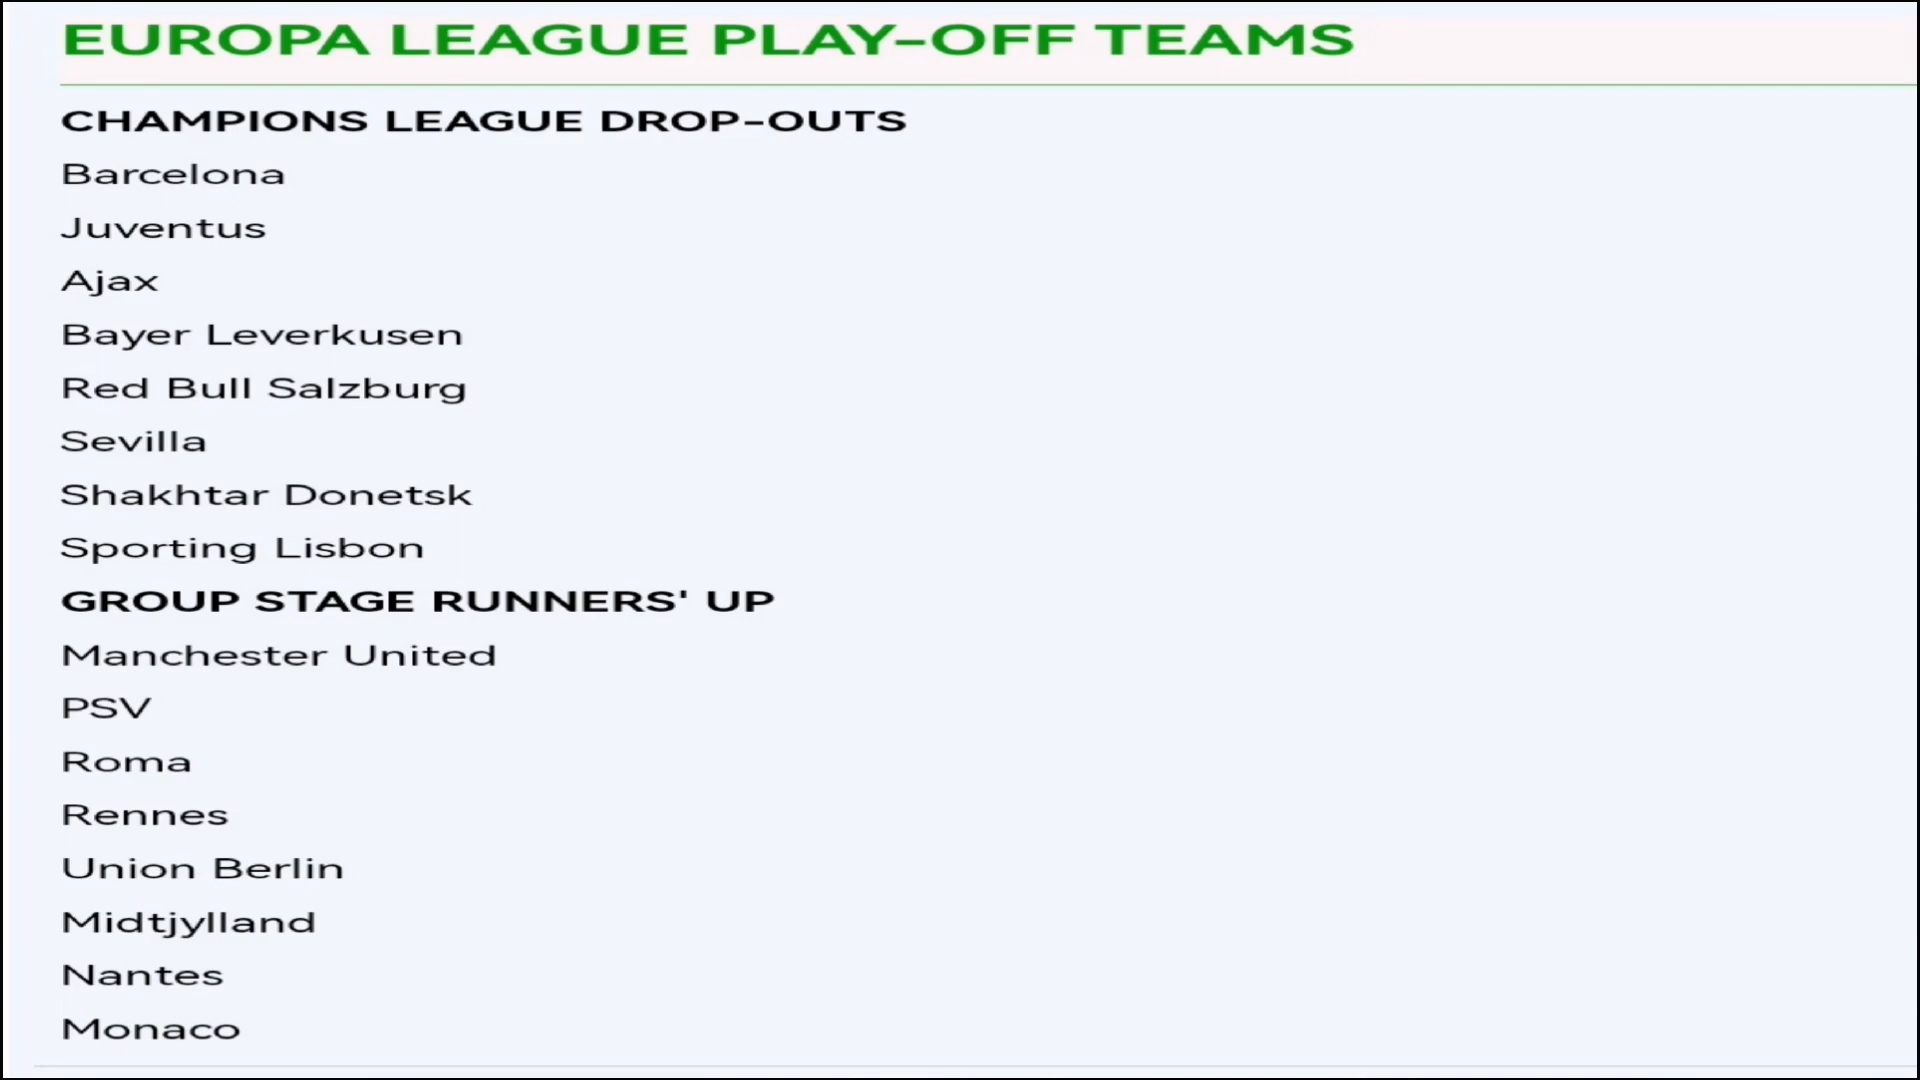 EUROPA LEAGUE PLAY-OFF TEAMS
CHAMPIONS LEAGUE DROP-OUTS
Barcelona
Juventus
Ajax
Bayer Leverkusen
Red Bull Salzburg
Sevilla
Shakhtar Donetsk
Sporting Lisbon
GROUP STAGE RUNNERS' UP
Manchester United
PSV
Roma
Rennes
Union Berlin
Midtjylland
Nantes
Monaco